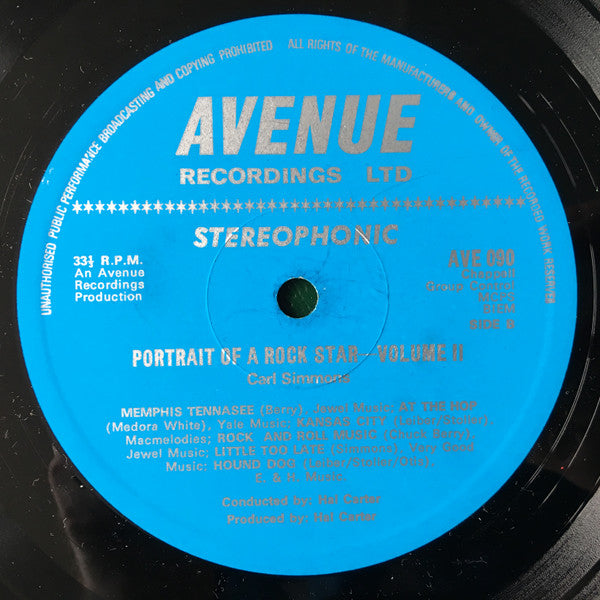 UNAUTHORISED PUBLIC PERFORMANCE BROADCASTING AND COPYING PROHIBITED ALL RIGHTS OF THE MANUFACTURERS AND OWNER OF THE RECORDED WORK RESERVED
AVENUE
RECORDINGS LTD
STEREOPHONIC
33⅓ R.P.M.
An Avenue
Recordings
Production
AVE 090
Chappell
Group Control
MCPS
BIEM
SIDE
PORTRAIT OF A ROCK STAR—VOLUME II
Carl Simmons
MEMPHIS TENNASEE (Berry), Jewel Music; AT THE HOP
(Medora White), Yale Music; KANSAS CITY (Leiber/Stoller),
Macmelodies; ROCK AND ROLL MUSIC (Chuck Berry),
Jewel Music; LITTLE TOO LATE (Simmons), Very Good
Music; HOUND DOG (Leiber/Stoller/Otis),
E. & H. Music.
Conducted by: Hal Carter
Produced by: Hal Carter